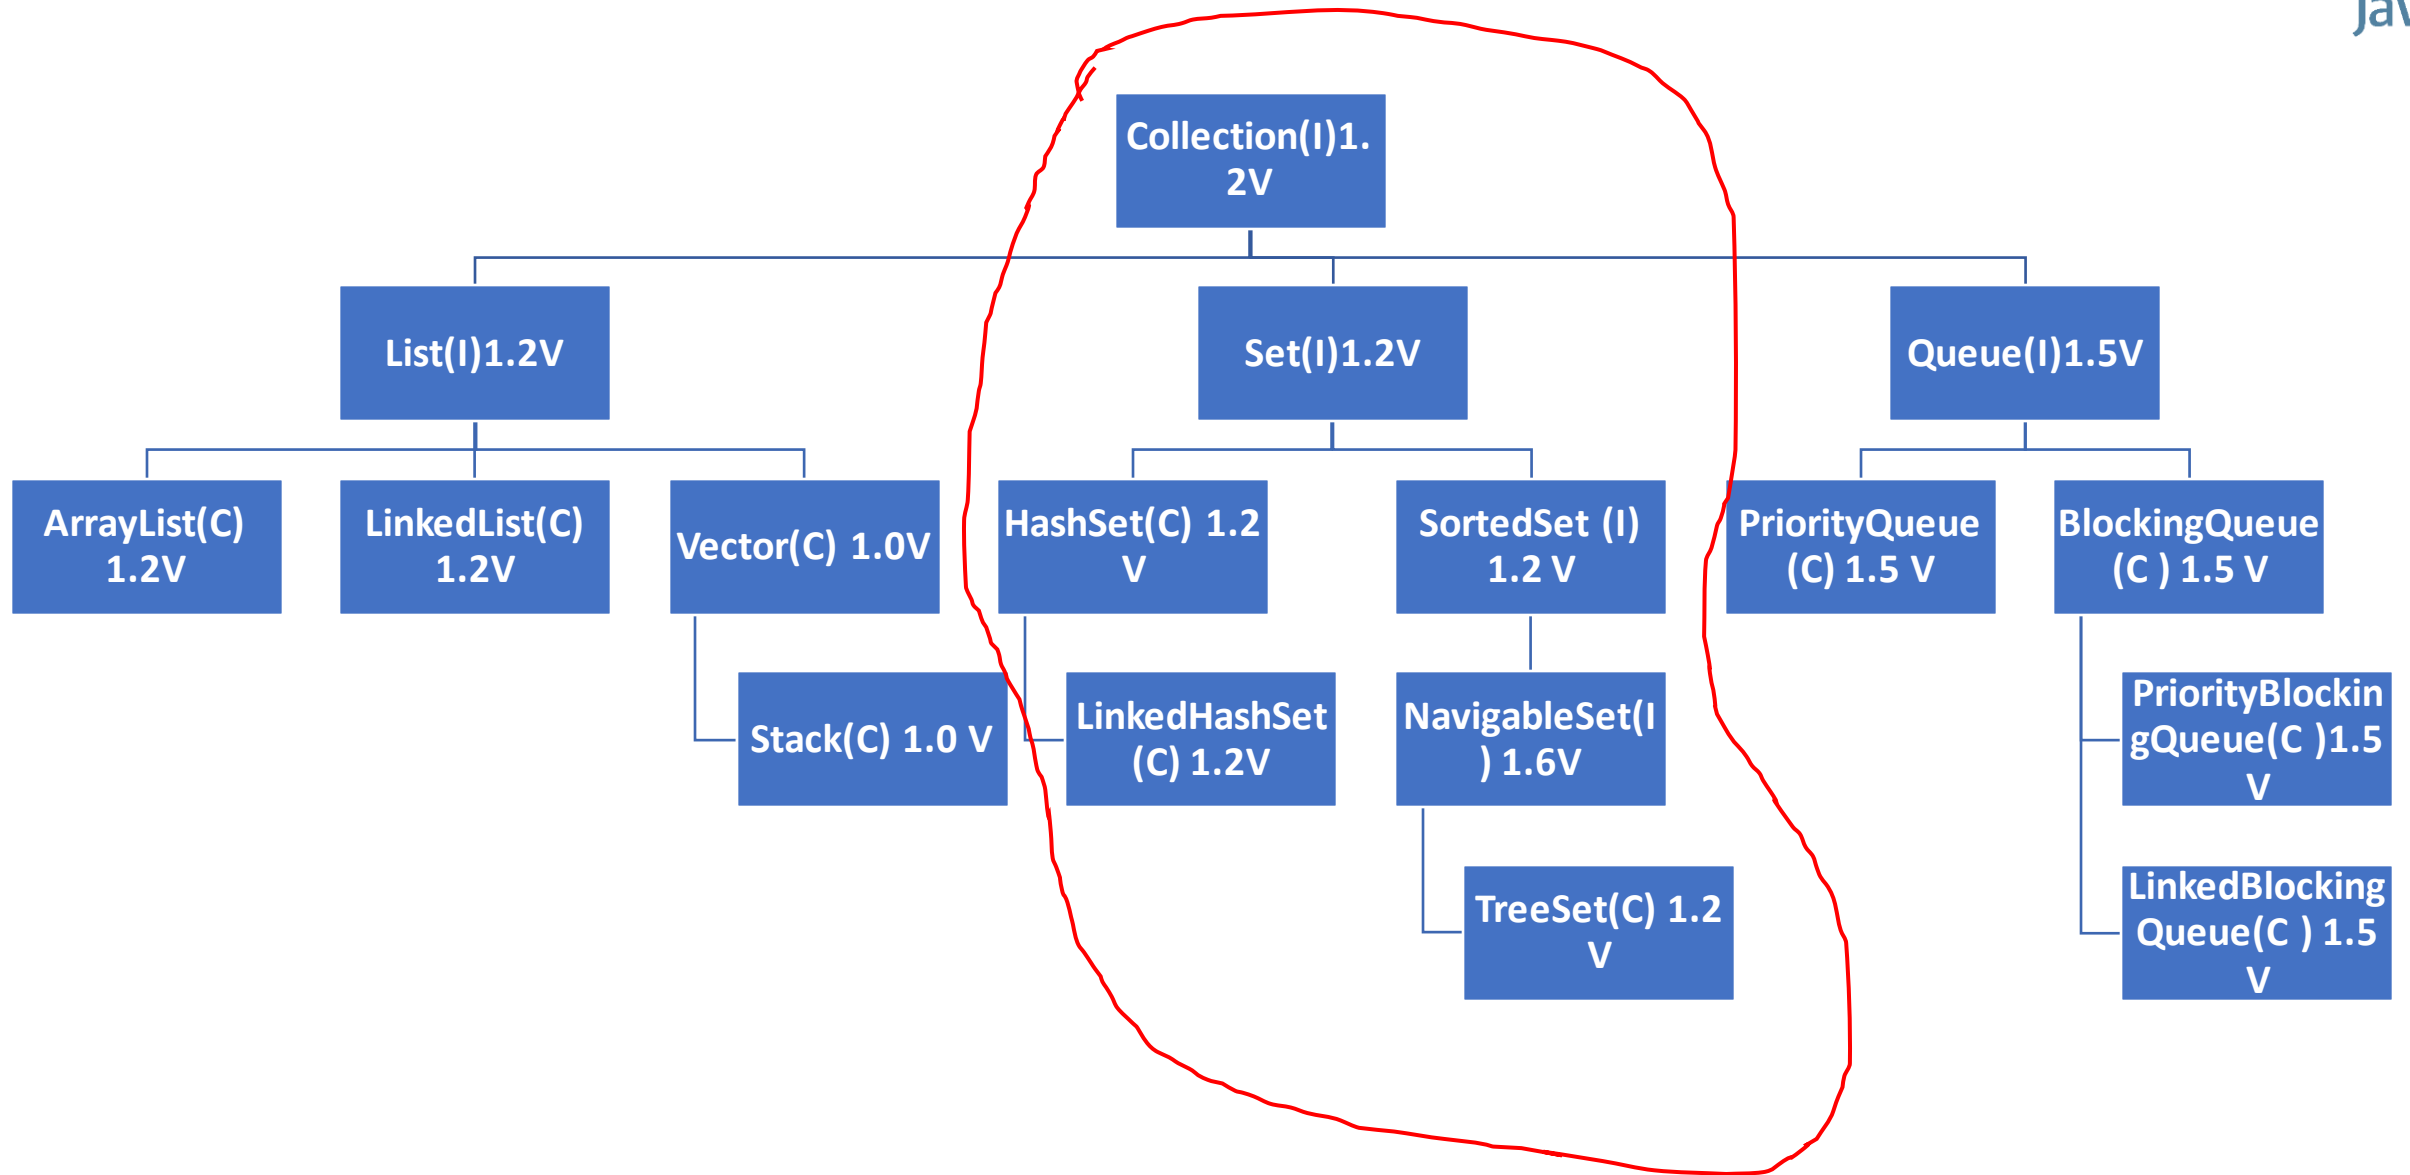 Collection(I)1.
2V
List(I)1.2V
Set(I)1.2V
Queue(I)1.5V
ArrayList(C)
1.2V
LinkedList(C)
1.2V
Vector(C) 1.0V
HashSet(C) 1.2
V
SortedSet (I)
1.2 V
PriorityQueue
(C) 1.5 V
BlockingQueue
(C ) 1.5 V
Stack(C) 1.0 V
LinkedHashSet
(C) 1.2V
NavigableSet(I
) 1.6V
PriorityBlockin
gQueue(C )1.5
V
TreeSet(C) 1.2
V
LinkedBlocking
Queue(C ) 1.5
V